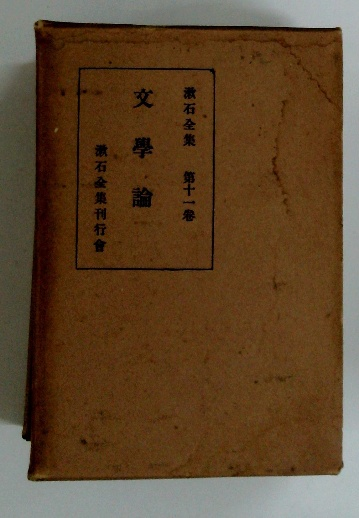 漱石全集 第十一卷
文學論
漱石全集刊行會